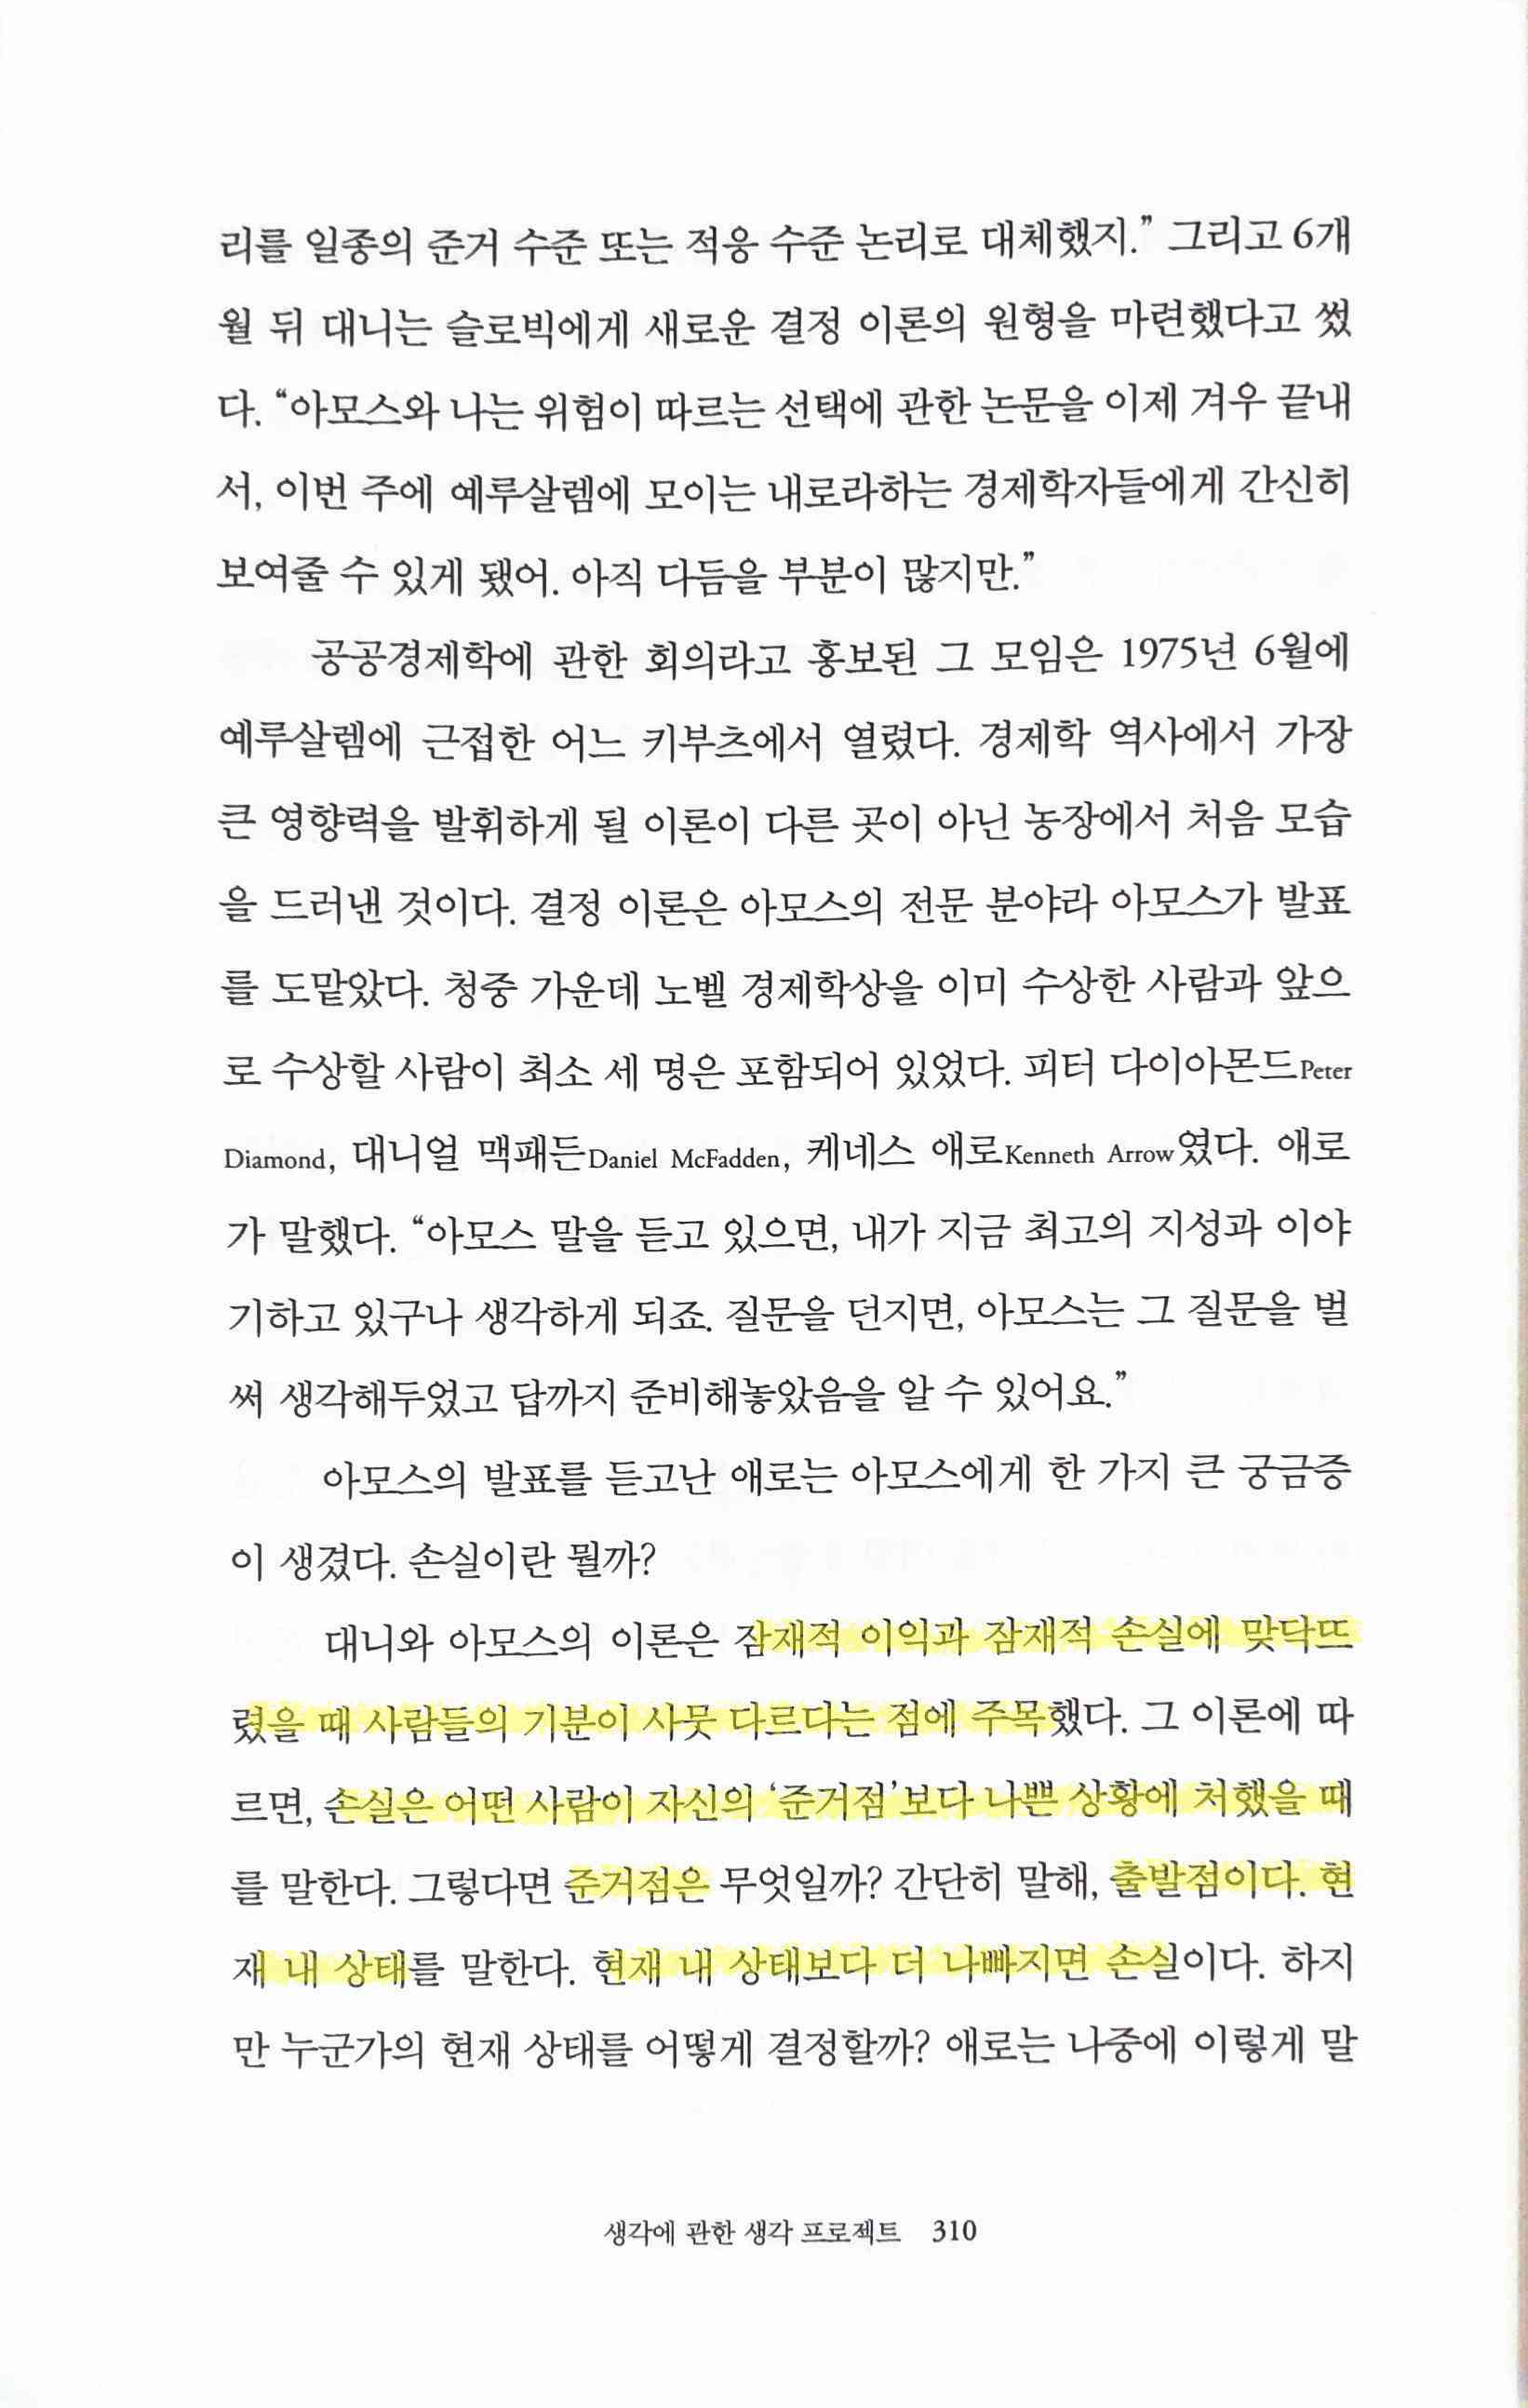 리를 일종의 준거 수준 또는 적응 수준 논리로 대체했지.” 그리고 6개
월 뒤 대니는 슬로빅에게 새로운 결정 이론의 원형을 마련했다고 썼
다. “아모스와 나는 위험이 따르는 선택에 관한 논문을 이제 겨우 끝내
서, 이번 주에 예루살렘에 모이는 내로라하는 경제학자들에게 간신히
보여줄 수 있게 됐어. 아직 다듬을 부분이 많지만.”
공공경제학에 관한 회의라고 홍보된 그 모임은 1975년 6월에
예루살렘에 근접한 어느 키부츠에서 열렸다. 경제학 역사에서 가장
큰 영향력을 발휘하게 될 이론이 다른 곳이 아닌 농장에서 처음 모습
을 드러낸 것이다. 결정 이론은 아모스의 전문 분야라 아모스가 발표
를 도맡았다. 청중 가운데 노벨 경제학상을 이미 수상한 사람과 앞으
로 수상할 사람이 최소 세 명은 포함되어 있었다. 피터 다이아몬드Peter
Diamond, 대니얼 맥패든Daniel McFadden, 케네스 애로Kenneth Arrow였다. 애로
가 말했다. “아모스 말을 듣고 있으면, 내가 지금 최고의 지성과 이야
기하고 있구나 생각하게 되죠. 질문을 던지면, 아모스는 그 질문을 벌
써 생각해두었고 답까지 준비해놓았음을 알 수 있어요.”
아모스의 발표를 듣고난 애로는 아모스에게 한 가지 큰 궁금증
이 생겼다. 손실이란 뭘까?
대니와 아모스의 이론은 잠재적 이익과 잠재적 손실에 맞닥뜨
렸을 때 사람들의 기분이 사뭇 다르다는 점에 주목했다. 그 이론에 따
르면, 손실은 어떤 사람이 자신의 ‘준거점’보다 나쁜 상황에 처했을 때
를 말한다. 그렇다면 준거점은 무엇일까? 간단히 말해, 출발점이다. 현
재 내 상태를 말한다. 현재 내 상태보다 더 나빠지면 손실이다. 하지
만 누군가의 현재 상태를 어떻게 결정할까? 애로는 나중에 이렇게 말
생각에 관한 생각 프로젝트 310